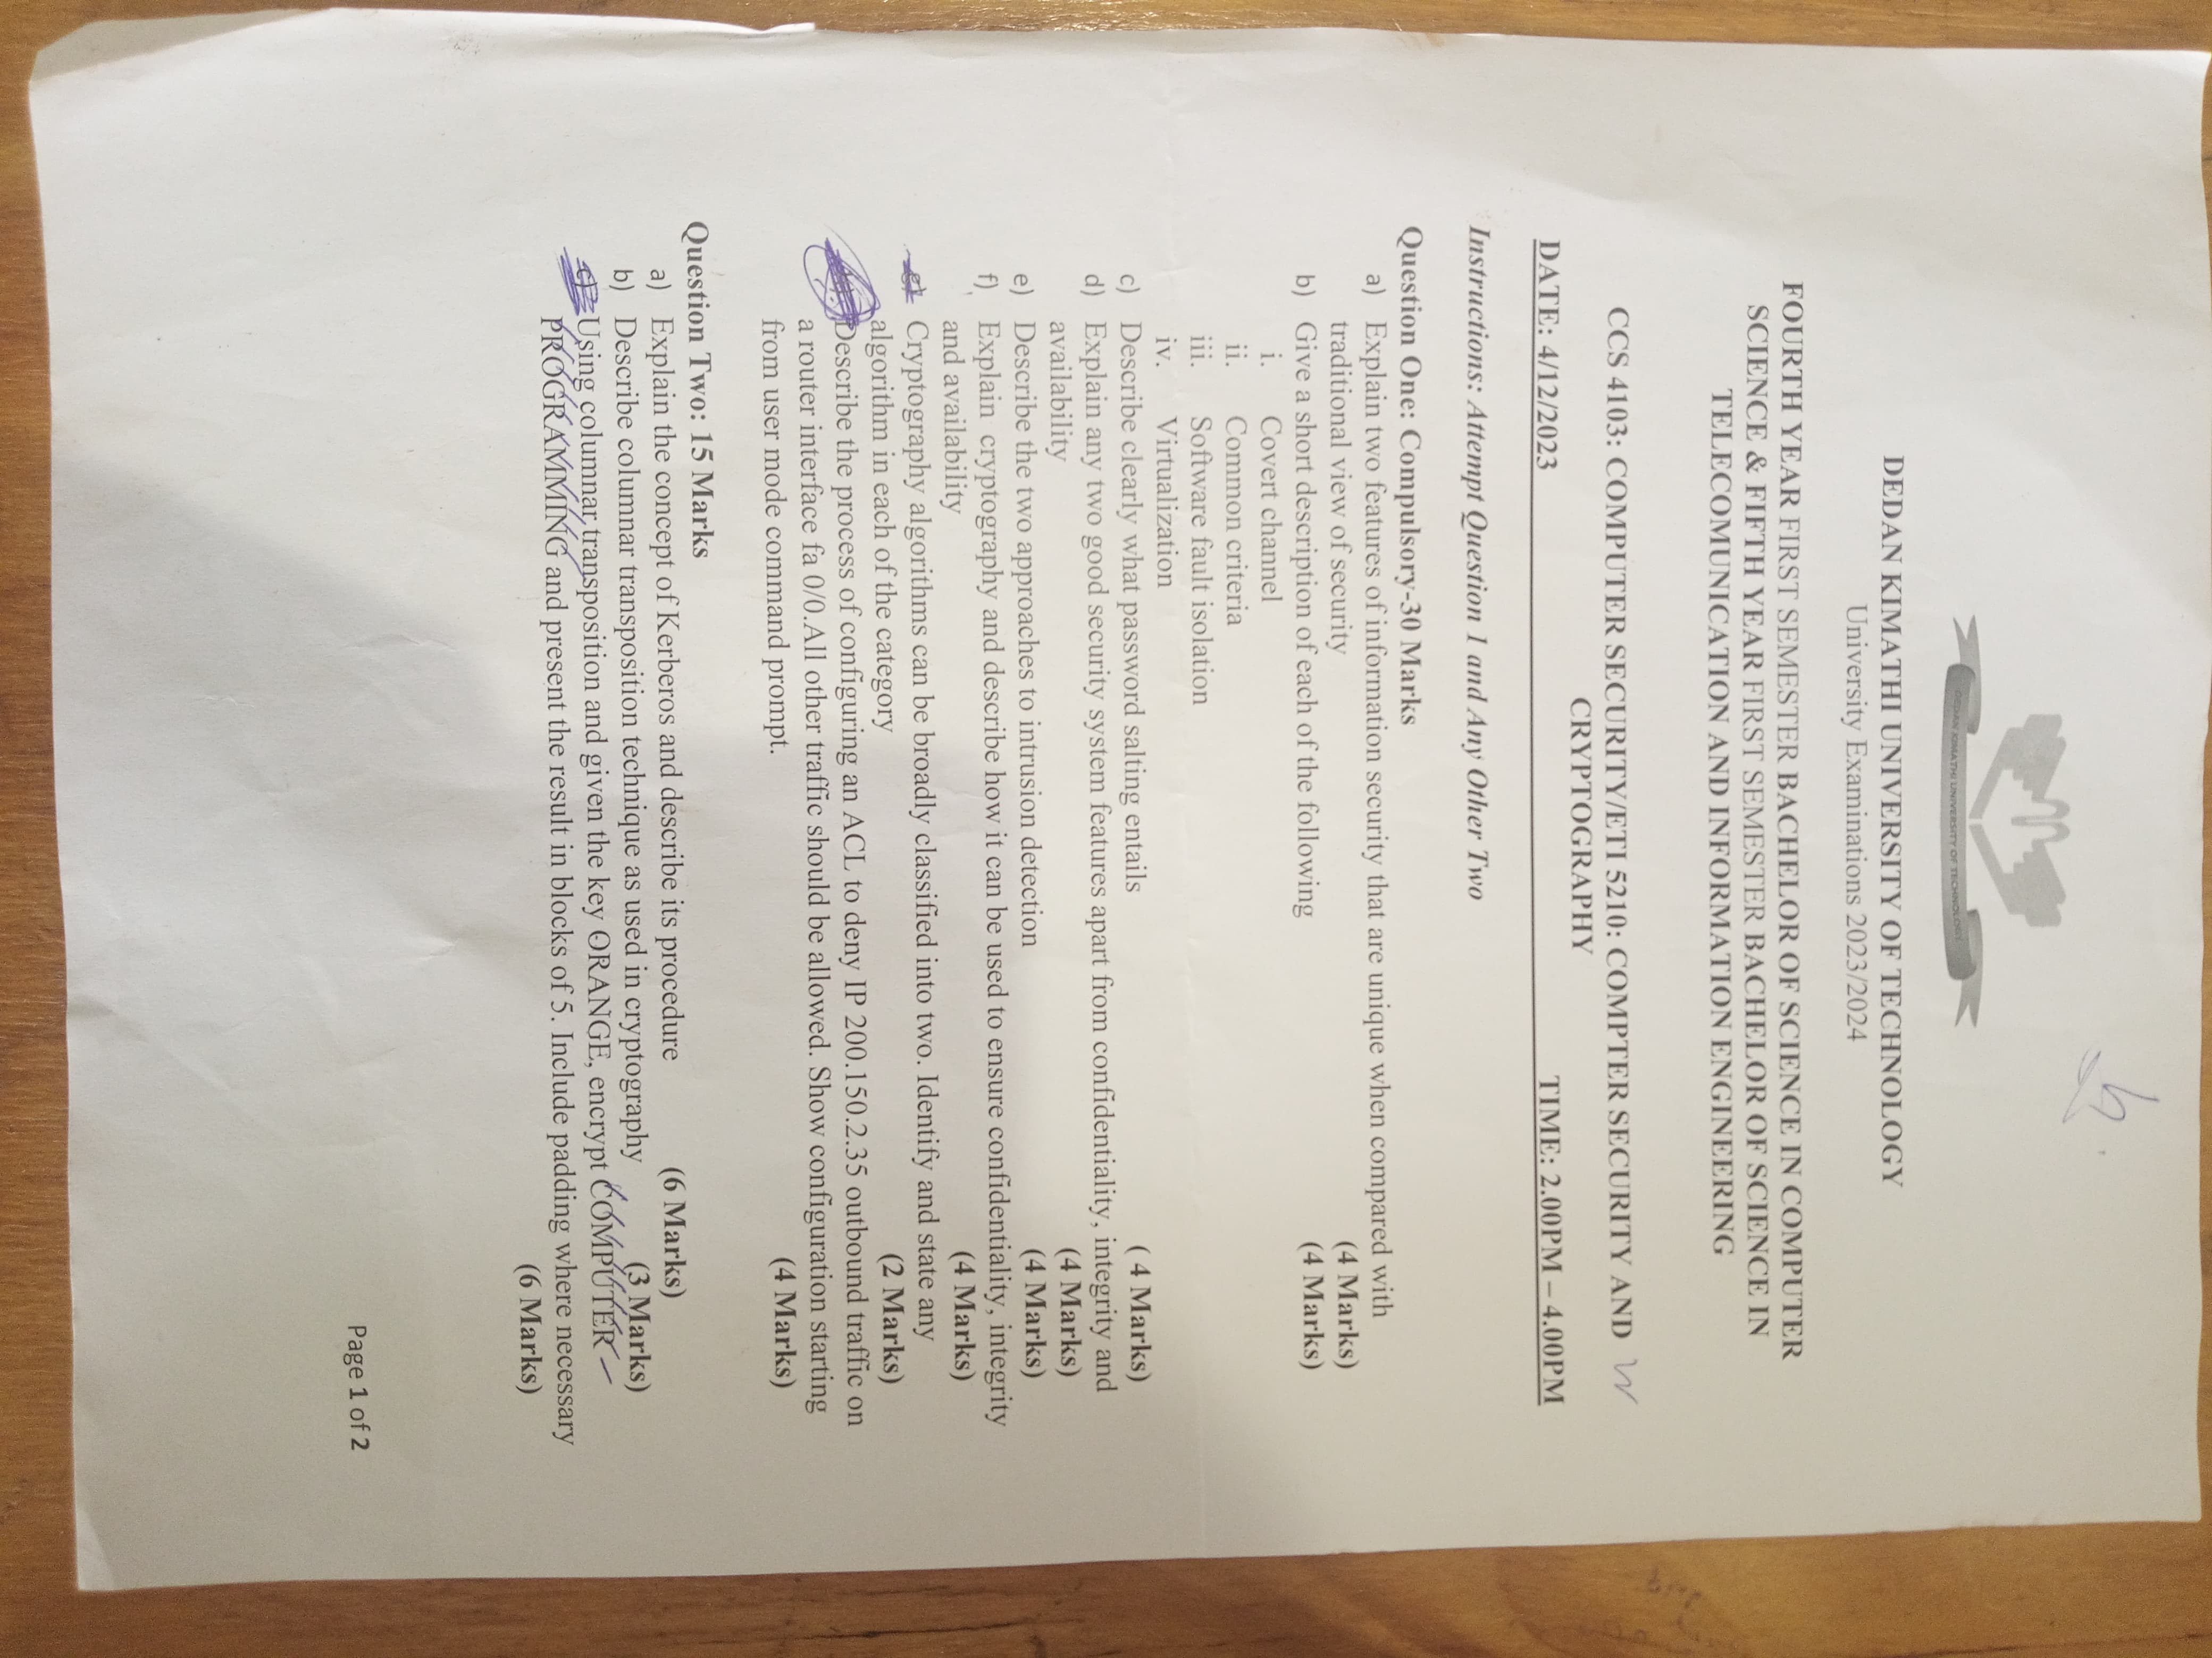 DEDAN KIMATHI UNIVERSITY OF TECHNOLOGY
DEDAN KIMATHI UNIVERSITY OF TECHNOLOGY
University Examinations 2023/2024
FOURTH YEAR FIRST SEMESTER BACHELOR OF SCIENCE IN COMPUTER
SCIENCE & FIFTH YEAR FIRST SEMESTER BACHELOR OF SCIENCE IN
TELECOMUNICATION AND INFORMATION ENGINEERING
CCS 4103: COMPUTER SECURITY/ETI 5210: COMPTER SECURITY AND
CRYPTOGRAPHY
DATE: 4/12/2023 TIME: 2.00PM – 4.00PM
Instructions: Attempt Question 1 and Any Other Two
Question One: Compulsory-30 Marks
a) Explain two features of information security that are unique when compared with
traditional view of security (4 Marks)
b) Give a short description of each of the following (4 Marks)
i. Covert channel
ii. Common criteria
iii. Software fault isolation
iv. Virtualization
c) Describe clearly what password salting entails ( 4 Marks)
d) Explain any two good security system features apart from confidentiality, integrity and
availability (4 Marks)
e) Describe the two approaches to intrusion detection (4 Marks)
f) Explain cryptography and describe how it can be used to ensure confidentiality, integrity
and availability (4 Marks)
g) Cryptography algorithms can be broadly classified into two. Identify and state any
algorithm in each of the category (2 Marks)
Describe the process of configuring an ACL to deny IP 200.150.2.35 outbound traffic on
a router interface fa 0/0.All other traffic should be allowed. Show configuration starting
from user mode command prompt. (4 Marks)
Question Two: 15 Marks
a) Explain the concept of Kerberos and describe its procedure (6 Marks)
b) Describe columnar transposition technique as used in cryptography (3 Marks)
c) Using columnar transposition and given the key ORANGE, encrypt COMPUTER
PROGRAMMING and present the result in blocks of 5. Include padding where necessary
(6 Marks)
Page 1 of 2